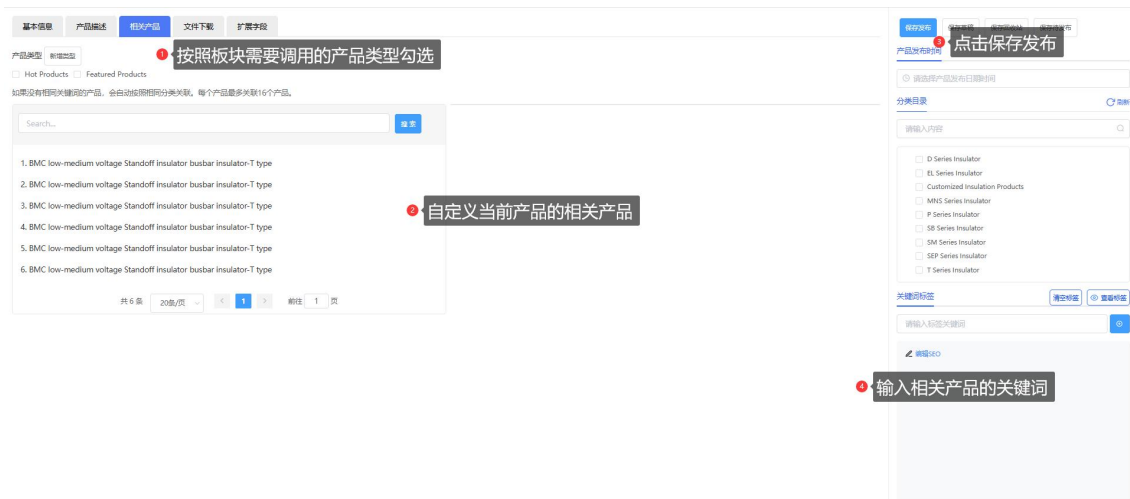 基本信息 产品描述 相关产品 文件下载 扩展字段
产品类型 新增类型
1 按照板块需要调用的产品类型勾选
Hot Products Featured Products
如果没有相同关键词的产品，会自动按照相同分类关联。每个产品最多关联16个产品。
Search... 搜索
1. BMC low-medium voltage Standoff insulator busbar insulator-T type
2. BMC low-medium voltage Standoff insulator busbar insulator-T type
3. BMC low-medium voltage Standoff insulator busbar insulator-T type
4. BMC low-medium voltage Standoff insulator busbar insulator-T type
5. BMC low-medium voltage Standoff insulator busbar insulator-T type
6. BMC low-medium voltage Standoff insulator busbar insulator-T type
2 自定义当前产品的相关产品
共 6 条 20条/页 < 1 > 前往 1 页
保存发布
3 点击保存发布
产品发布时间
请选择产品发布日期时间
分类目录 刷新
请输入内容
D Series Insulator
EL Series Insulator
Customized Insulation Products
MNS Series Insulator
P Series Insulator
SB Series Insulator
SM Series Insulator
SEP Series Insulator
T Series Insulator
关键词标签 清空标签 查看标签
请输入标签关键词
编辑SEO
4 输入相关产品的关键词